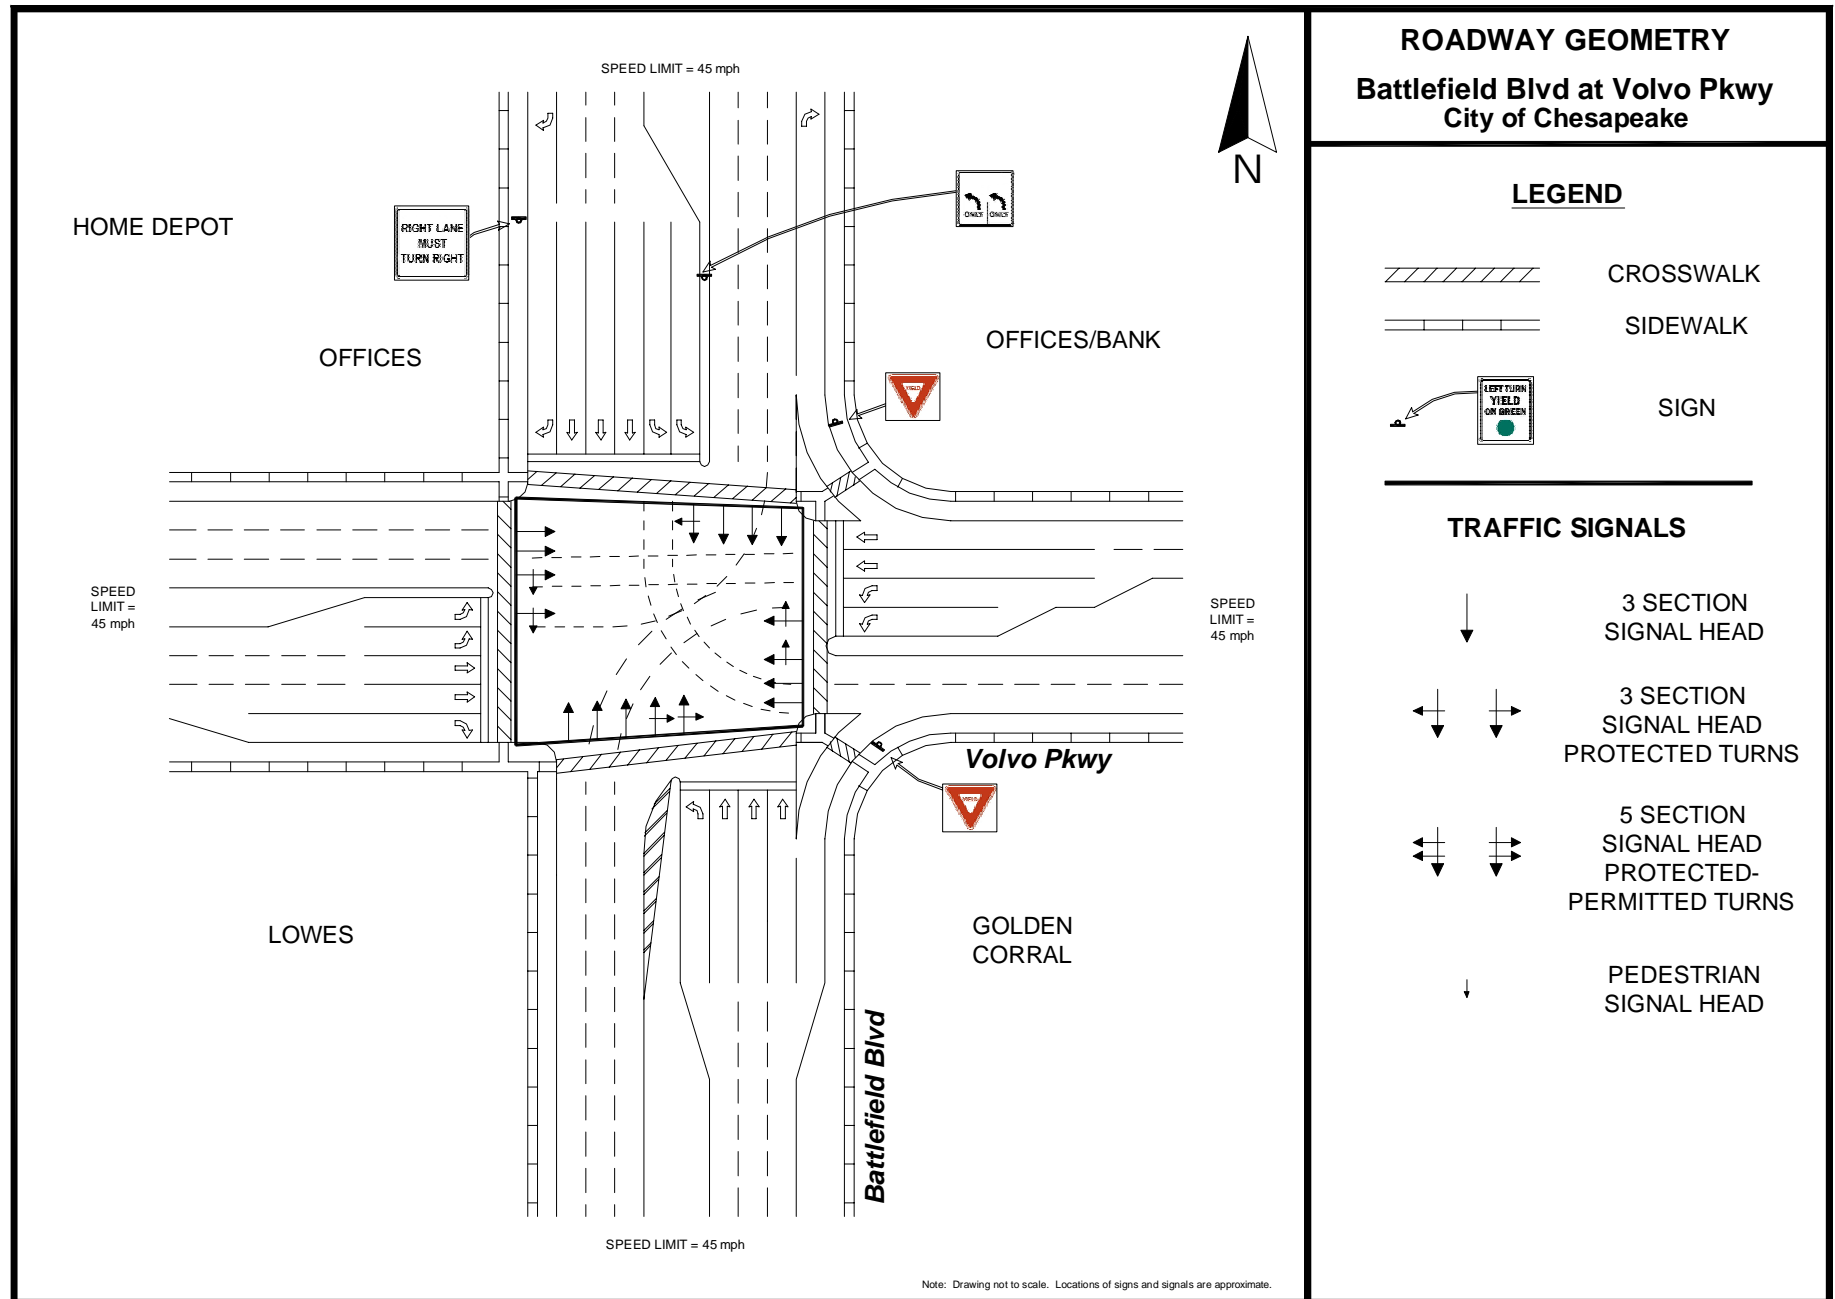 SPEED LIMIT = 45 mph
HOME DEPOT
RIGHT LANE
MUST
TURN RIGHT
ONLY ONLY
N
OFFICES
OFFICES/BANK
YIELD
SPEED
LIMIT =
45 mph
SPEED
LIMIT =
45 mph
Volvo Pkwy
YIELD
LOWES
GOLDEN
CORRAL
Battlefield Blvd
SPEED LIMIT = 45 mph
Note: Drawing not to scale. Locations of signs and signals are approximate.
ROADWAY GEOMETRY
Battlefield Blvd at Volvo Pkwy
City of Chesapeake
LEGEND
CROSSWALK
SIDEWALK
LEFT TURN
YIELD
ON GREEN
SIGN
TRAFFIC SIGNALS
3 SECTION
SIGNAL HEAD
3 SECTION
SIGNAL HEAD
PROTECTED TURNS
5 SECTION
SIGNAL HEAD
PROTECTED-
PERMITTED TURNS
PEDESTRIAN
SIGNAL HEAD